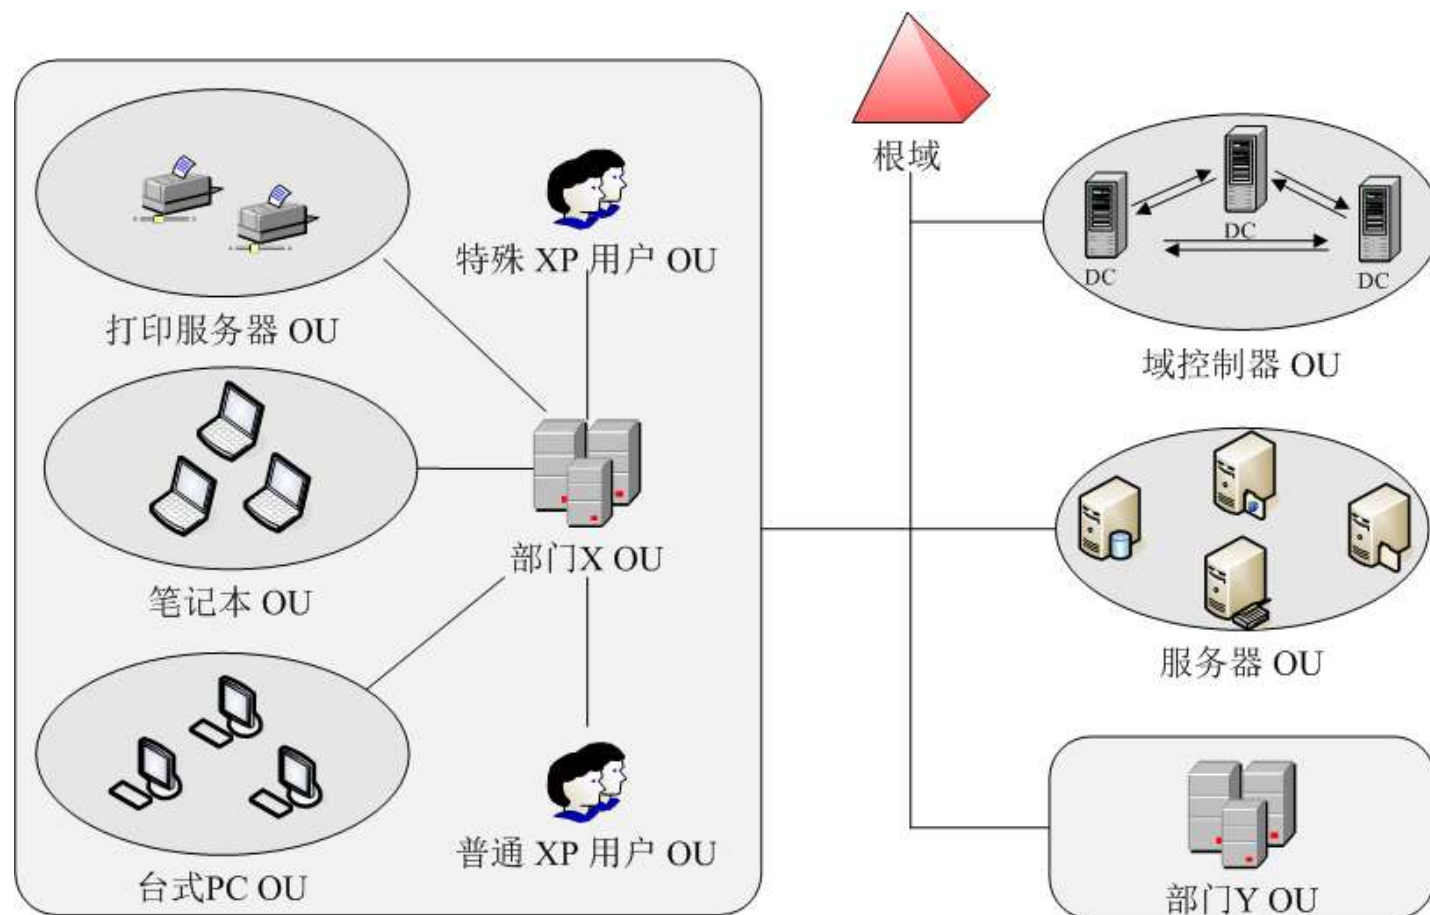 根域
特殊 XP 用户 OU
DC
DC
DC
打印服务器 OU
域控制器 OU
部门X OU
笔记本 OU
服务器 OU
普通 XP 用户 OU
台式PC OU
部门Y OU